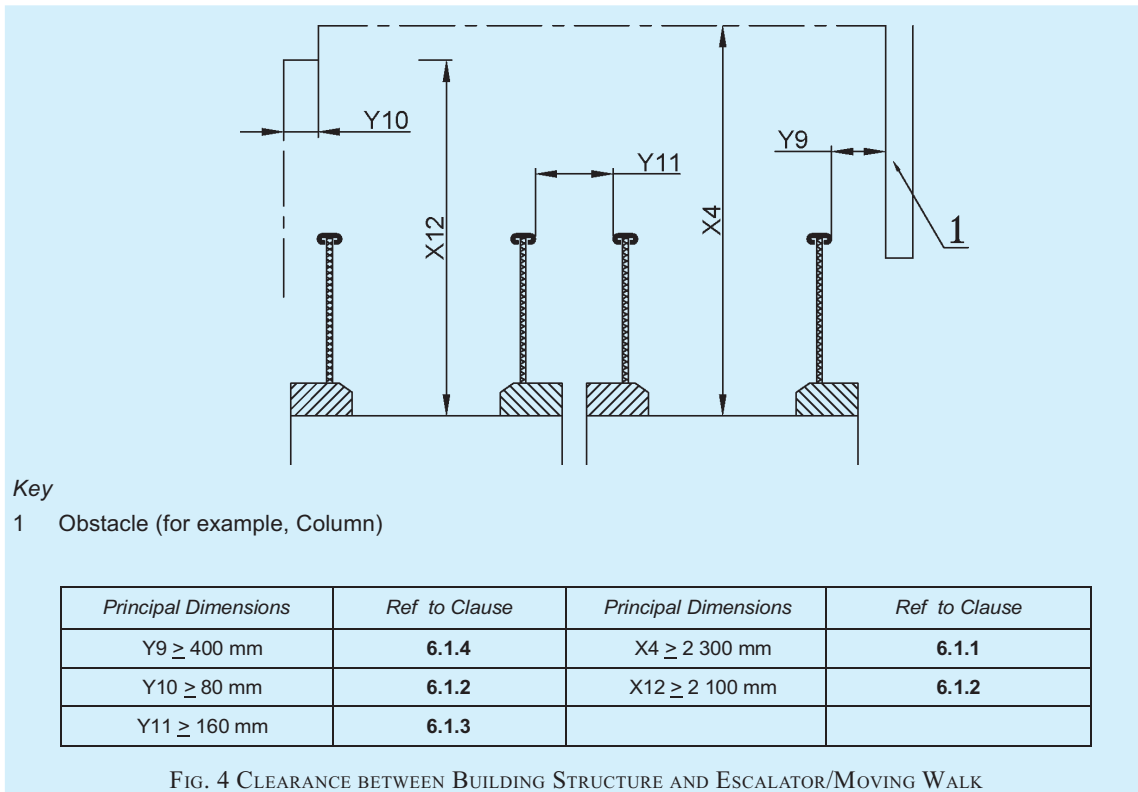 Y10
Y9
Y11
X12
X4
1
Key
1 Obstacle (for example, Column)
Principal Dimensions Ref to Clause Principal Dimensions Ref to Clause
Y9 ≥ 400 mm 6.1.4 X4 ≥ 2 300 mm 6.1.1
Y10 ≥ 80 mm 6.1.2 X12 ≥ 2 100 mm 6.1.2
Y11 ≥ 160 mm 6.1.3
FIG. 4 CLEARANCE BETWEEN BUILDING STRUCTURE AND ESCALATOR/MOVING WALK